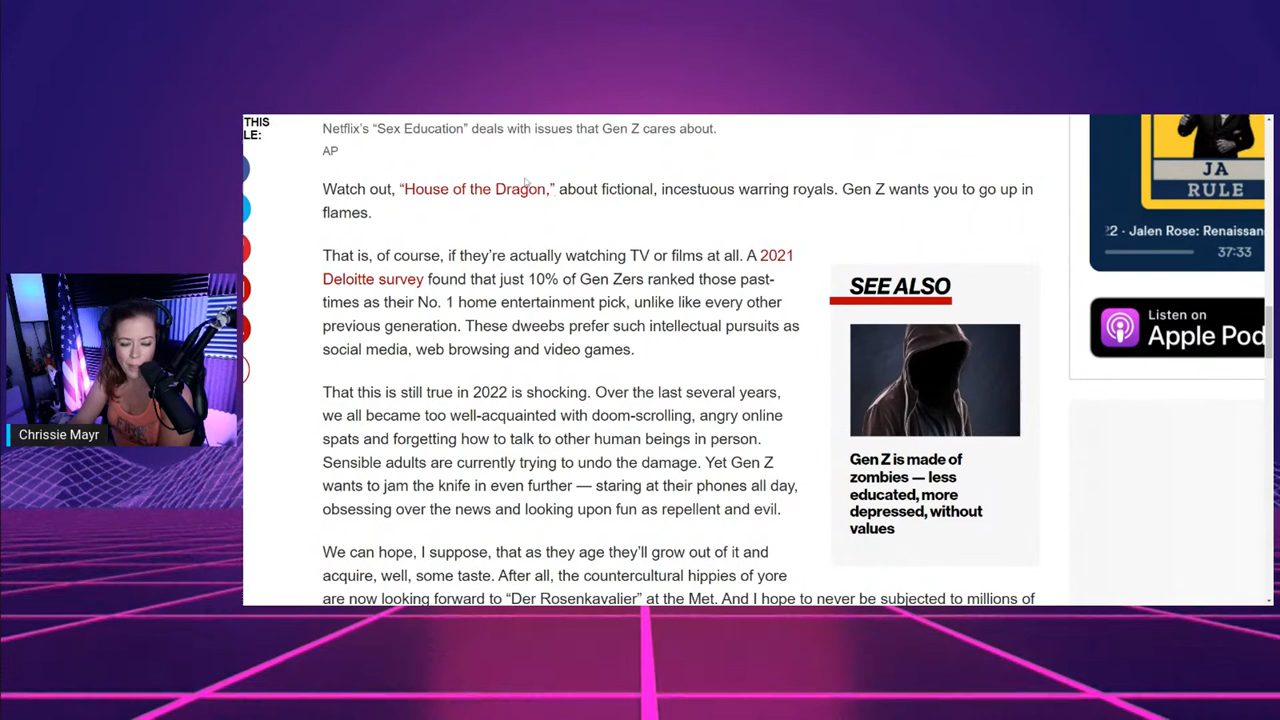 THIS
LE:
Netflix's “Sex Education” deals with issues that Gen Z cares about.
AP
Watch out, “House of the Dragon,” about fictional, incestuous warring royals. Gen Z wants you to go up in
flames.
That is, of course, if they're actually watching TV or films at all. A 2021
Deloitte survey found that just 10% of Gen Zers ranked those past-
times as their No. 1 home entertainment pick, unlike like every other
previous generation. These dweebs prefer such intellectual pursuits as
social media, web browsing and video games.
That this is still true in 2022 is shocking. Over the last several years,
we all became too well-acquainted with doom-scrolling, angry online
spats and forgetting how to talk to other human beings in person.
Sensible adults are currently trying to undo the damage. Yet Gen Z
wants to jam the knife in even further — staring at their phones all day,
obsessing over the news and looking upon fun as repellent and evil.
We can hope, I suppose, that as they age they'll grow out of it and
acquire, well, some taste. After all, the countercultural hippies of yore
are now looking forward to “Der Rosenkavalier” at the Met. And I hope to never be subjected to millions of
SEE ALSO
Gen Z is made of
zombies — less
educated, more
depressed, without
values
JA
RULE
22 · Jalen Rose: Renaissan
37:33
Listen on
Apple Pod
Chrissie Mayr